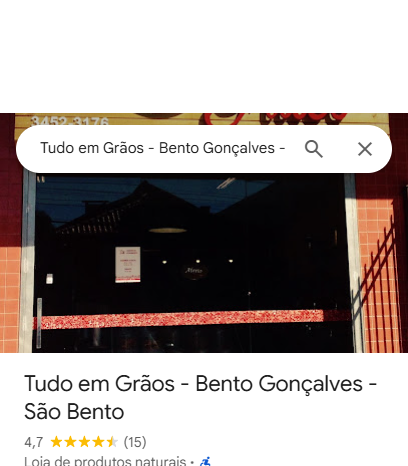 3452-3176
Tudo em Grãos - Bento Gonçalves -
Tudo em Grãos - Bento Gonçalves -
São Bento
4,7 (15)
Loja de produtos naturais •